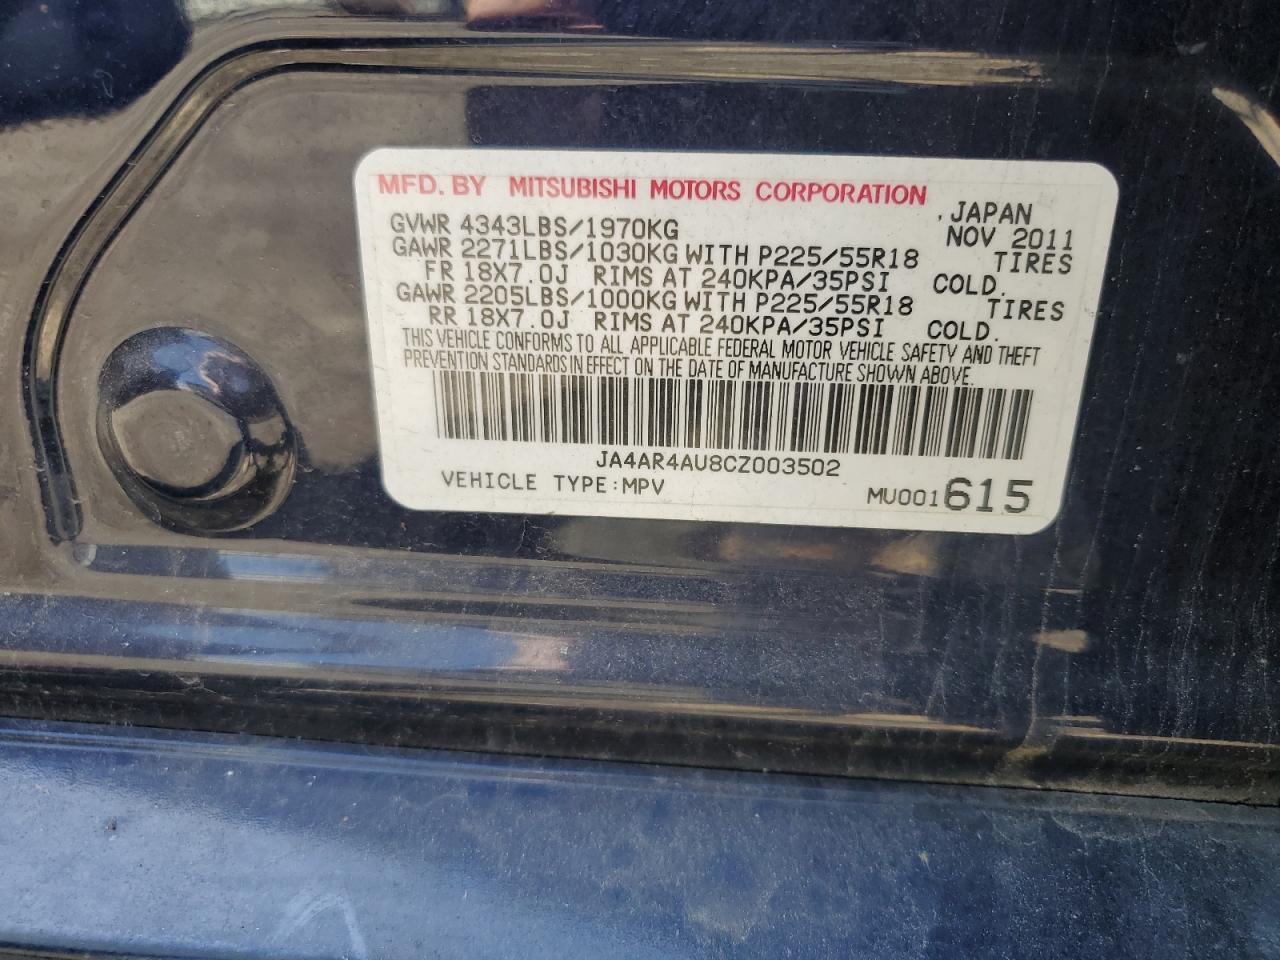 MFD. BY MITSUBISHI MOTORS CORPORATION
, JAPAN
GVWR 4343LBS/1970KG NOV 2011
GAWR 2271LBS/1030KG WITH P225/55R18 TIRES
FR 18X7.0J RIMS AT 240KPA/35PSI COLD.
GAWR 2205LBS/1000KG WITH P225/55R18 TIRES
RR 18X7.0J RIMS AT 240KPA/35PSI COLD.
THIS VEHICLE CONFORMS TO ALL APPLICABLE FEDERAL MOTOR VEHICLE SAFETY AND THEFT
PREVENTION STANDARDS IN EFFECT ON THE DATE OF MANUFACTURE SHOWN ABOVE.
JA4AR4AU8CZ003502
VEHICLE TYPE:MPV MU001615